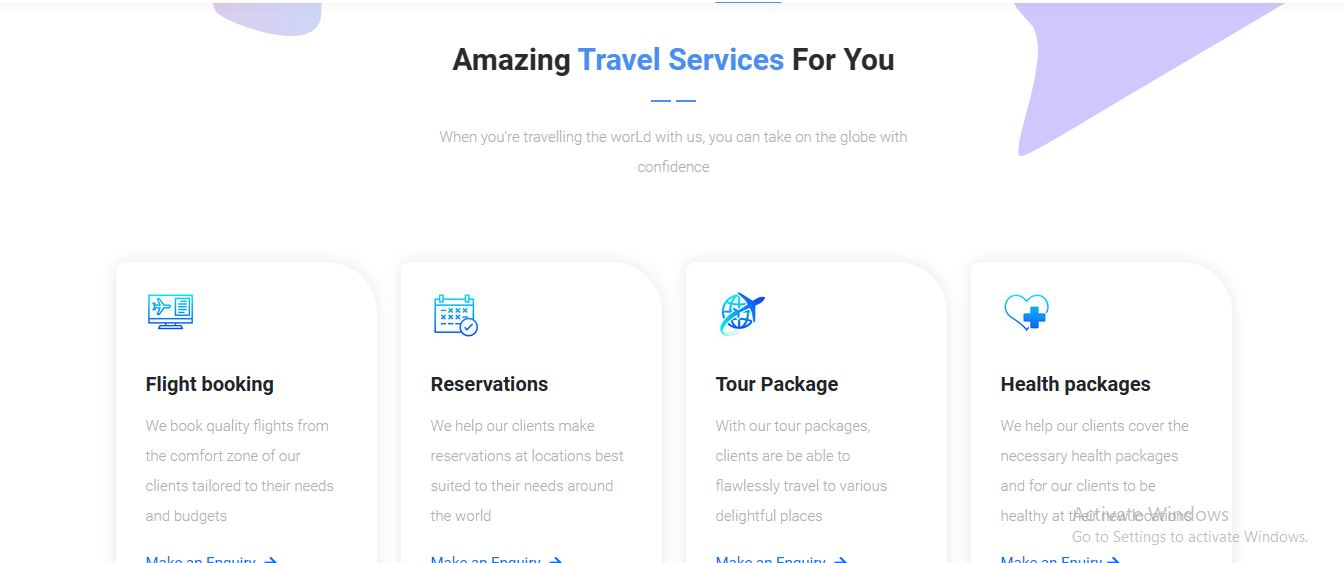 Amazing Travel Services For You
When you're travelling the worLd with us, you can take on the globe with
confidence
Flight booking
We book quality flights from
the comfort zone of our
clients tailored to their needs
and budgets
Make an Enquiry
Reservations
We help our clients make
reservations at locations best
suited to their needs around
the world
Make an Enquiry
Tour Package
With our tour packages,
clients are be able to
flawlessly travel to various
delightful places
Make an Enquiry
Health packages
We help our clients cover the
necessary health packages
and for our clients to be
healthy at their new locations
Make an Enquiry
Activate Windows
Go to Settings to activate Windows.